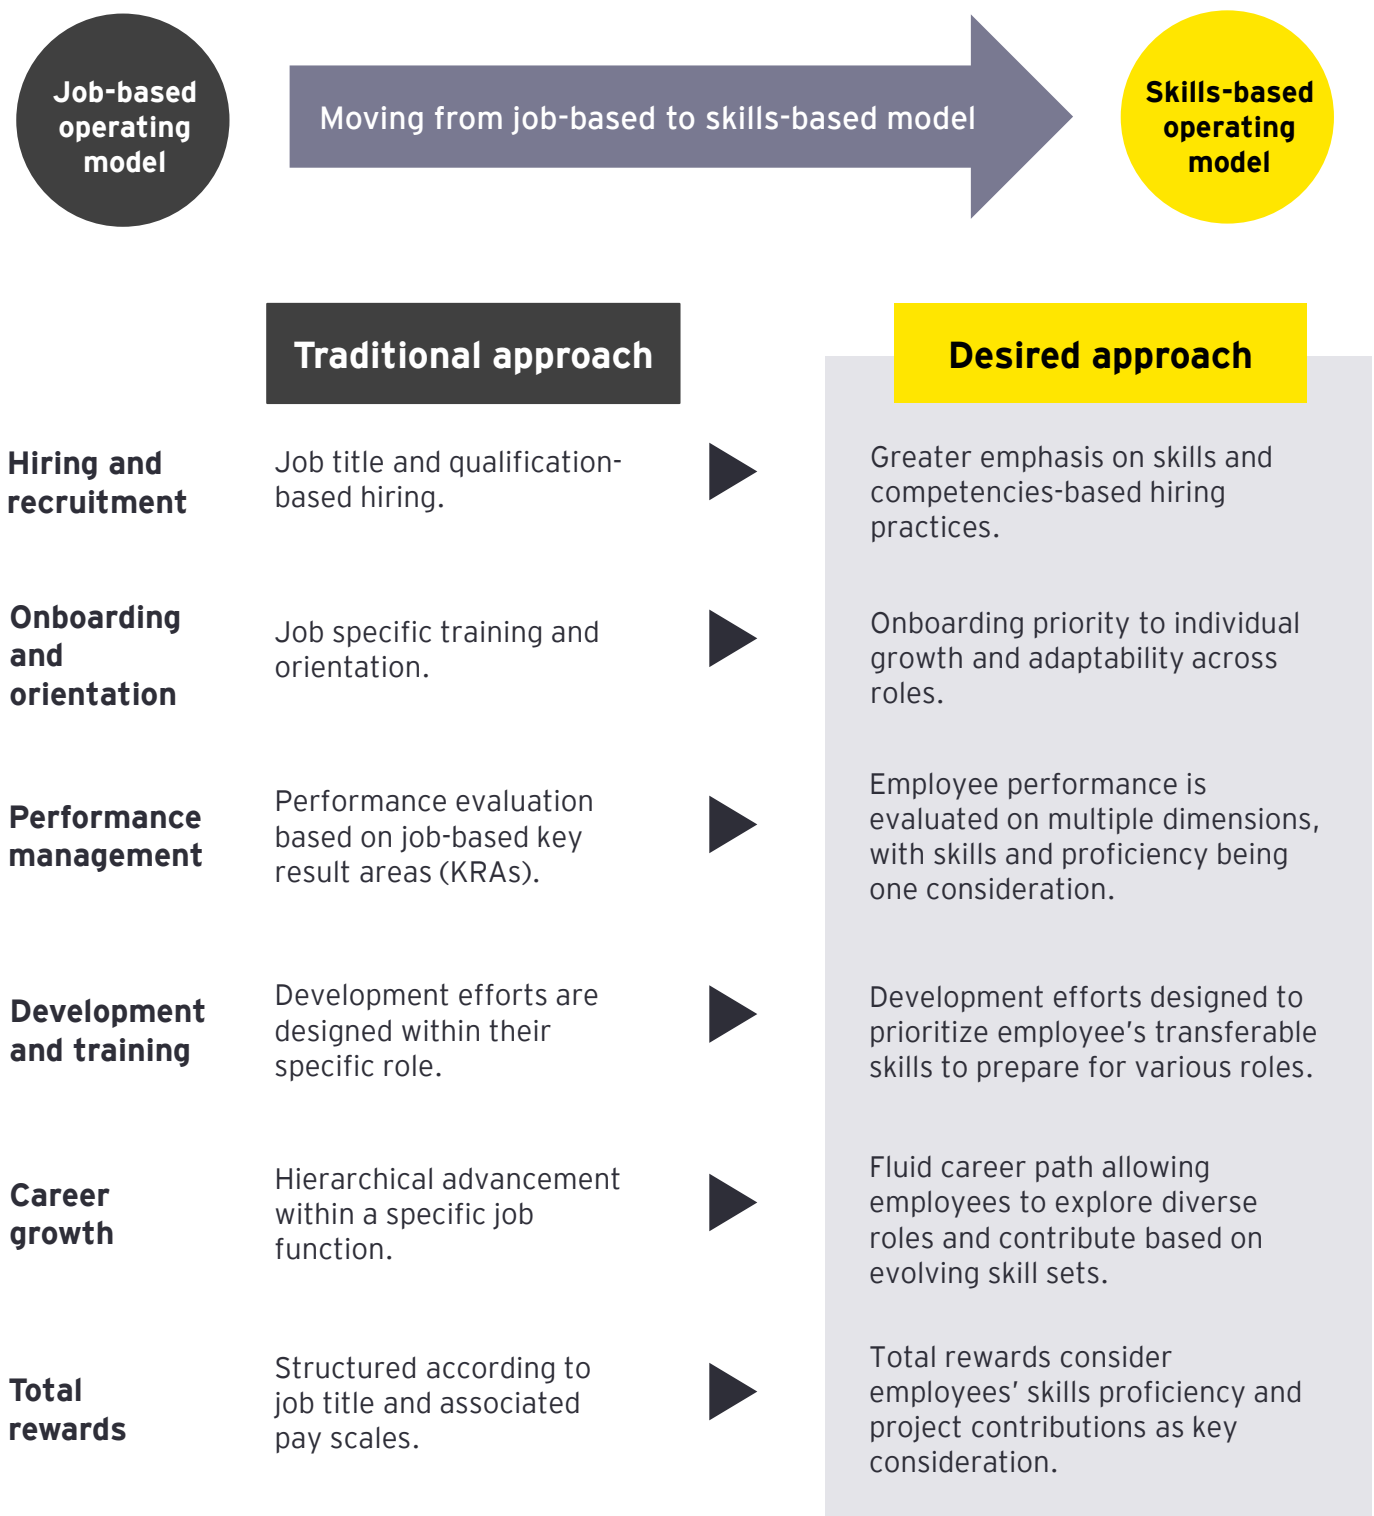 Job-based
operating
model
Moving from job-based to skills-based model
Skills-based
operating
model
Traditional approach
Desired approach
Hiring and
recruitment
Job title and qualification-
based hiring.
Greater emphasis on skills and
competencies-based hiring
practices.
Onboarding
and
orientation
Job specific training and
orientation.
Onboarding priority to individual
growth and adaptability across
roles.
Performance
management
Performance evaluation
based on job-based key
result areas (KRAs).
Employee performance is
evaluated on multiple dimensions,
with skills and proficiency being
one consideration.
Development
and training
Development efforts are
designed within their
specific role.
Development efforts designed to
prioritize employee’s transferable
skills to prepare for various roles.
Career
growth
Hierarchical advancement
within a specific job
function.
Fluid career path allowing
employees to explore diverse
roles and contribute based on
evolving skill sets.
Total
rewards
Structured according to
job title and associated
pay scales.
Total rewards consider
employees’ skills proficiency and
project contributions as key
consideration.